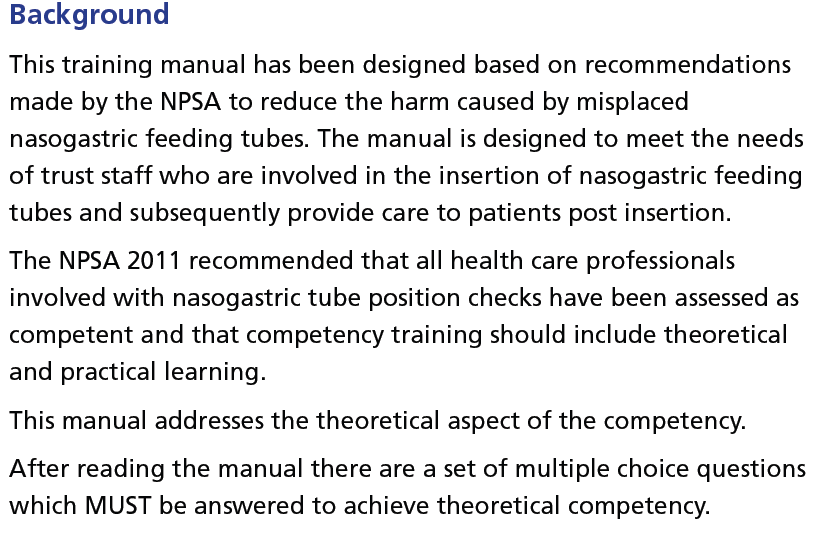 Background
This training manual has been designed based on recommendations
made by the NPSA to reduce the harm caused by misplaced
nasogastric feeding tubes. The manual is designed to meet the needs
of trust staff who are involved in the insertion of nasogastric feeding
tubes and subsequently provide care to patients post insertion.
The NPSA 2011 recommended that all health care professionals
involved with nasogastric tube position checks have been assessed as
competent and that competency training should include theoretical
and practical learning.
This manual addresses the theoretical aspect of the competency.
After reading the manual there are a set of multiple choice questions
which MUST be answered to achieve theoretical competency.